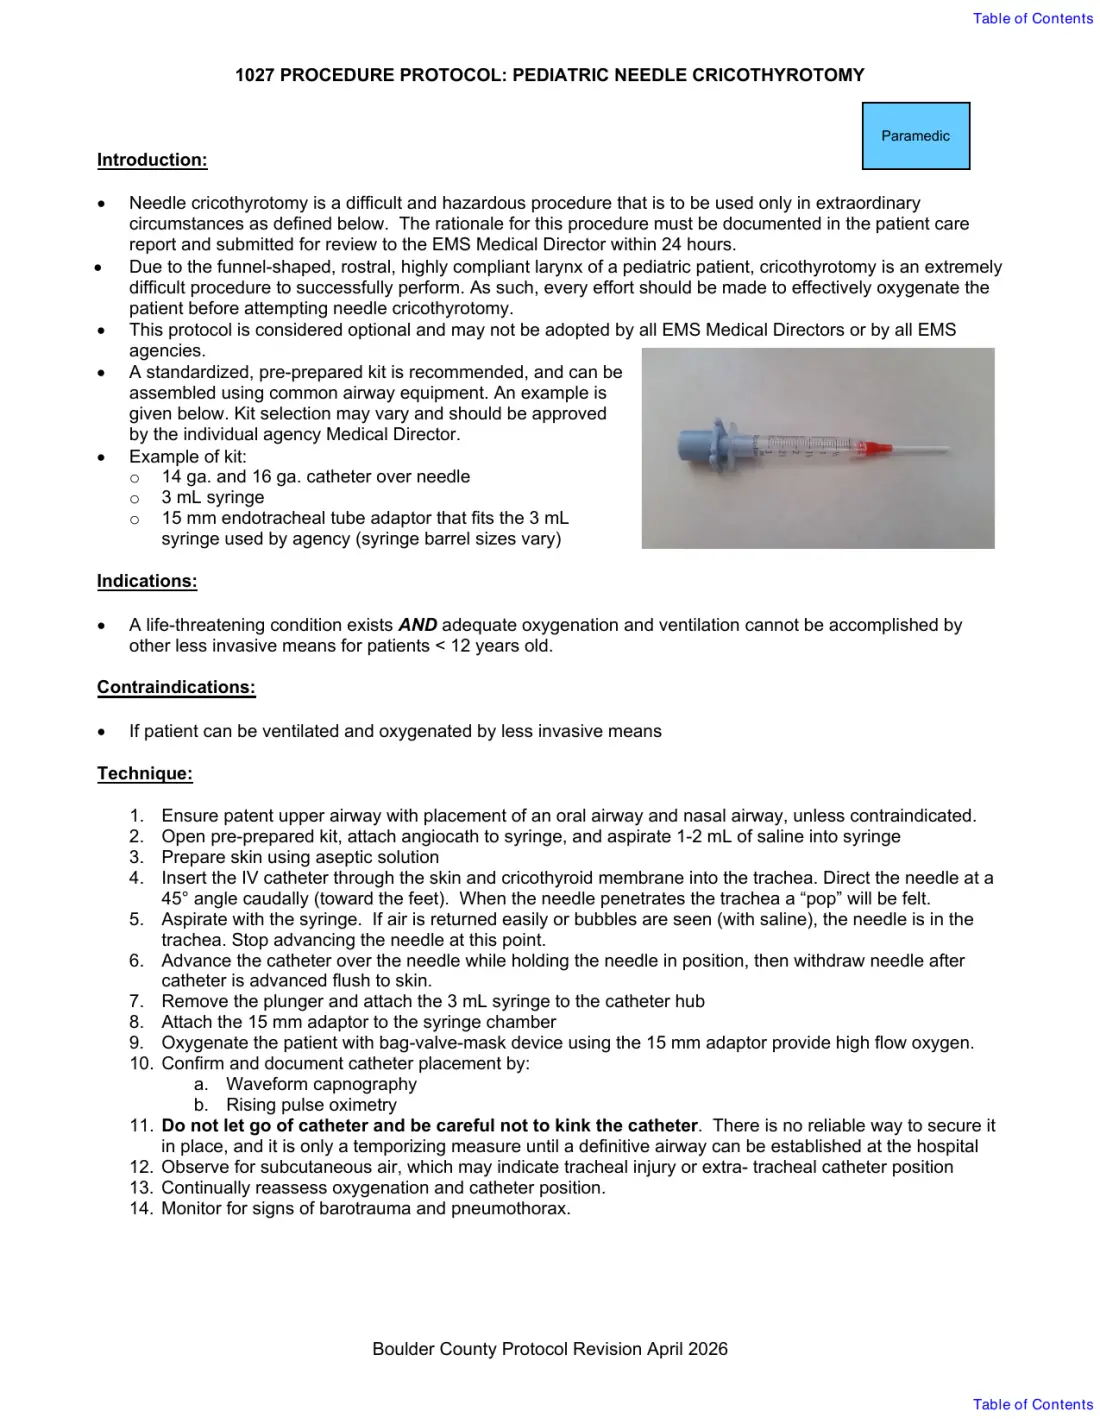 Table of Contents
1027 PROCEDURE PROTOCOL: PEDIATRIC NEEDLE CRICOTHYROTOMY
Paramedic
Introduction:
• Needle cricothyrotomy is a difficult and hazardous procedure that is to be used only in extraordinary
circumstances as defined below.  The rationale for this procedure must be documented in the patient care
report and submitted for review to the EMS Medical Director within 24 hours.
• Due to the funnel-shaped, rostral, highly compliant larynx of a pediatric patient, cricothyrotomy is an extremely
difficult procedure to successfully perform. As such, every effort should be made to effectively oxygenate the
patient before attempting needle cricothyrotomy.
• This protocol is considered optional and may not be adopted by all EMS Medical Directors or by all EMS
agencies.
• A standardized, pre-prepared kit is recommended, and can be
assembled using common airway equipment. An example is
given below. Kit selection may vary and should be approved
by the individual agency Medical Director.
• Example of kit:
o 14 ga. and 16 ga. catheter over needle
o 3 mL syringe
o 15 mm endotracheal tube adaptor that fits the 3 mL
syringe used by agency (syringe barrel sizes vary)
Indications:
• A life-threatening condition exists AND adequate oxygenation and ventilation cannot be accomplished by
other less invasive means for patients < 12 years old.
Contraindications:
• If patient can be ventilated and oxygenated by less invasive means
Technique:
1. Ensure patent upper airway with placement of an oral airway and nasal airway, unless contraindicated.
2. Open pre-prepared kit, attach angiocath to syringe, and aspirate 1-2 mL of saline into syringe
3. Prepare skin using aseptic solution
4. Insert the IV catheter through the skin and cricothyroid membrane into the trachea. Direct the needle at a
45° angle caudally (toward the feet).  When the needle penetrates the trachea a “pop” will be felt.
5. Aspirate with the syringe.  If air is returned easily or bubbles are seen (with saline), the needle is in the
trachea. Stop advancing the needle at this point.
6. Advance the catheter over the needle while holding the needle in position, then withdraw needle after
catheter is advanced flush to skin.
7. Remove the plunger and attach the 3 mL syringe to the catheter hub
8. Attach the 15 mm adaptor to the syringe chamber
9. Oxygenate the patient with bag-valve-mask device using the 15 mm adaptor provide high flow oxygen.
10. Confirm and document catheter placement by:
a. Waveform capnography
b. Rising pulse oximetry
11. Do not let go of catheter and be careful not to kink the catheter.  There is no reliable way to secure it
in place, and it is only a temporizing measure until a definitive airway can be established at the hospital
12. Observe for subcutaneous air, which may indicate tracheal injury or extra- tracheal catheter position
13. Continually reassess oxygenation and catheter position.
14. Monitor for signs of barotrauma and pneumothorax.
Boulder County Protocol Revision April 2026
Table of Contents